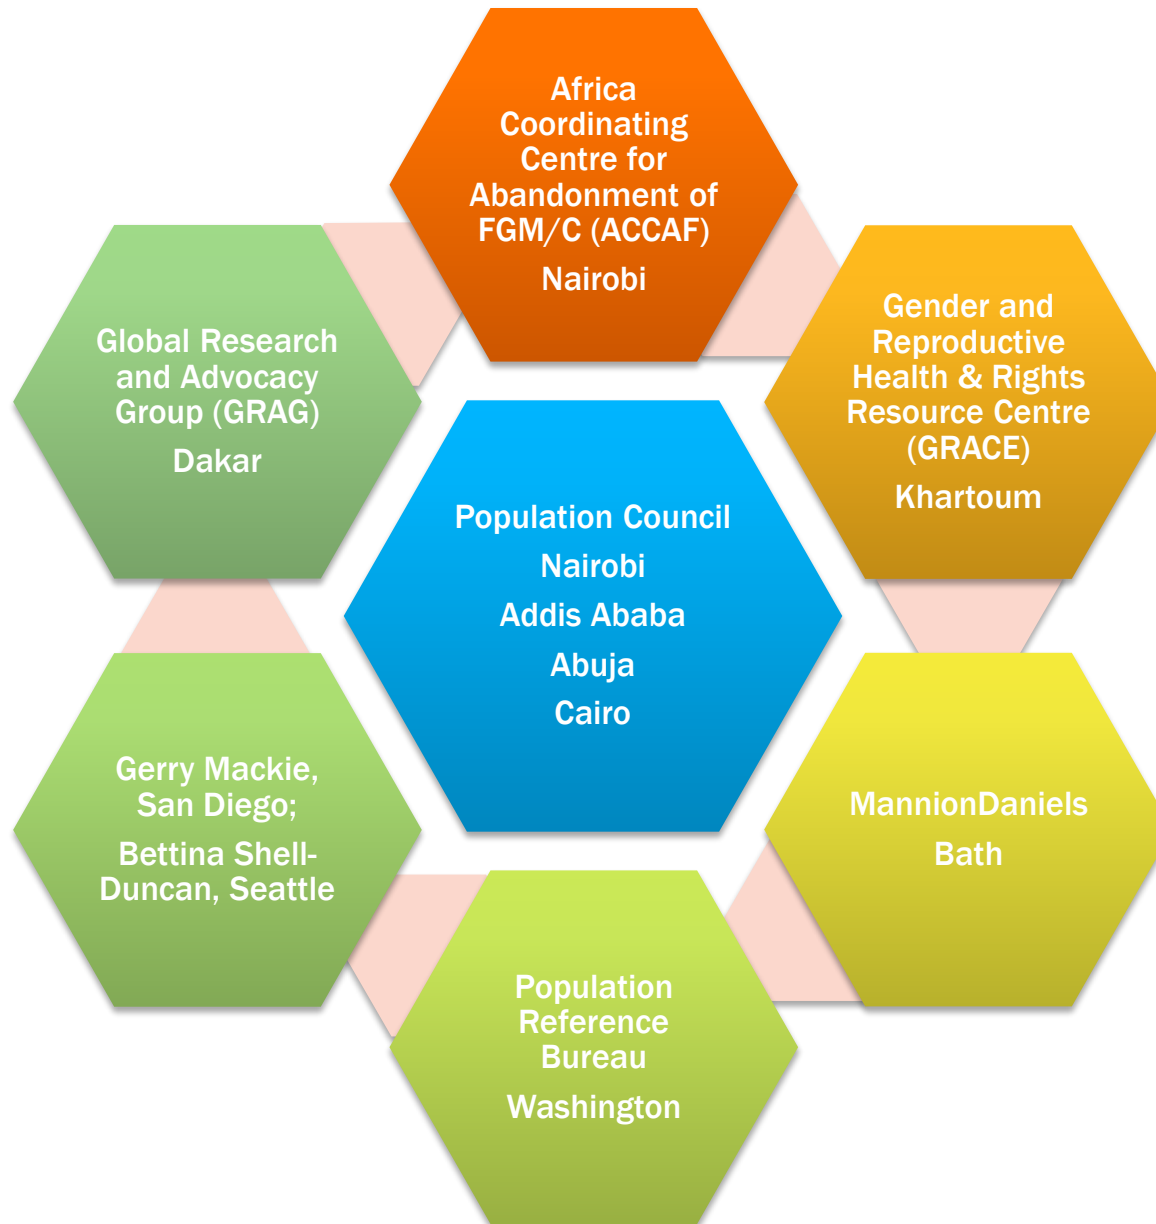 Africa
Coordinating
Centre for
Abandonment of
FGM/C (ACCAF)
Nairobi
Gender and
Reproductive
Health & Rights
Resource Centre
(GRACE)
Khartoum
MannionDaniels
Bath
Population
Reference
Bureau
Washington
Gerry Mackie,
San Diego;
Bettina Shell-
Duncan, Seattle
Global Research
and Advocacy
Group (GRAG)
Dakar
Population Council
Nairobi
Addis Ababa
Abuja
Cairo